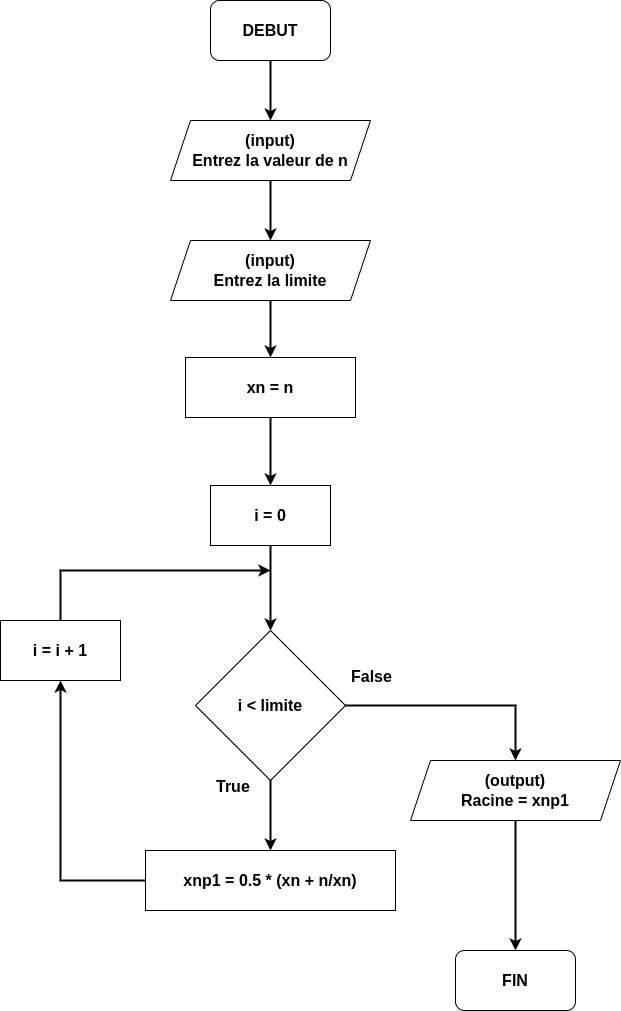 DEBUT
(input)
Entrez la valeur de n
(input)
Entrez la limite
xn = n
i = 0
i = i + 1
i < limite
False
True
(output)
Racine = xnp1
xnp1 = 0.5 * (xn + n/xn)
FIN